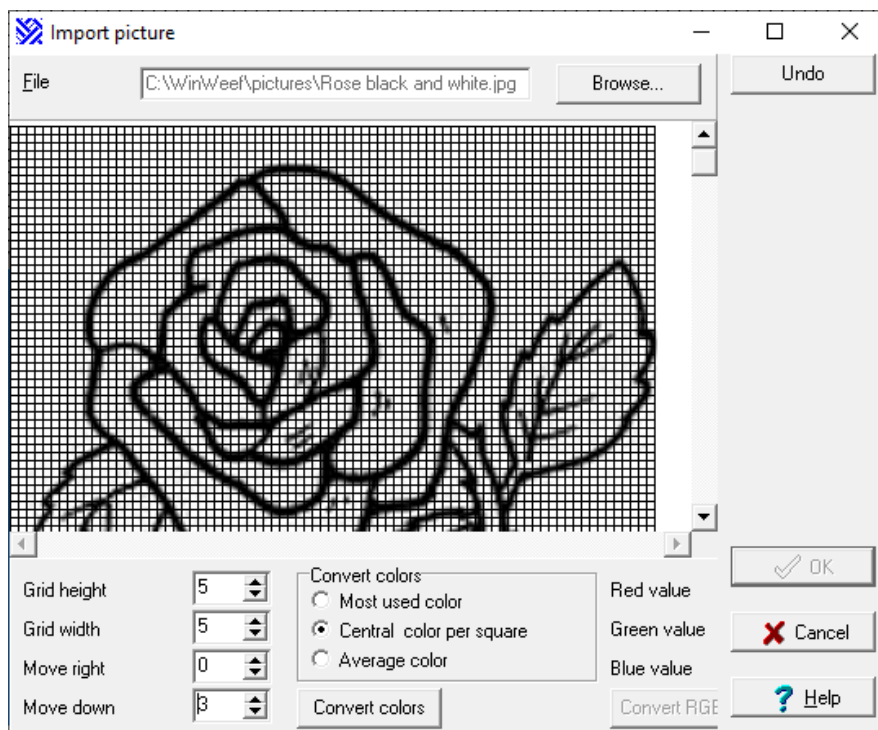 Import picture
File C:\WinWeef\pictures\Rose black and white.jpg Browse... Undo
Grid height 5
Grid width 5
Move right 0
Move down 3
Convert colors
Most used color
Central color per square
Average color
Convert colors
Red value
Green value
Blue value
Convert RGB
OK
Cancel
Help